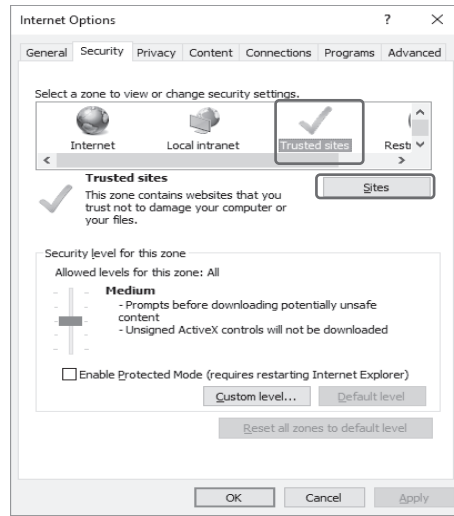 Internet Options ? ×
General Security Privacy Content Connections Programs Advanced
Select a zone to view or change security settings.
Internet Local intranet Trusted sites Restr
Trusted sites
Sites
This zone contains websites that you
trust not to damage your computer or
your files.
Security level for this zone
Allowed levels for this zone: All
Medium
- Prompts before downloading potentially unsafe
content
- Unsigned ActiveX controls will not be downloaded
Enable Protected Mode (requires restarting Internet Explorer)
Custom level... Default level
Reset all zones to default level
OK Cancel Apply